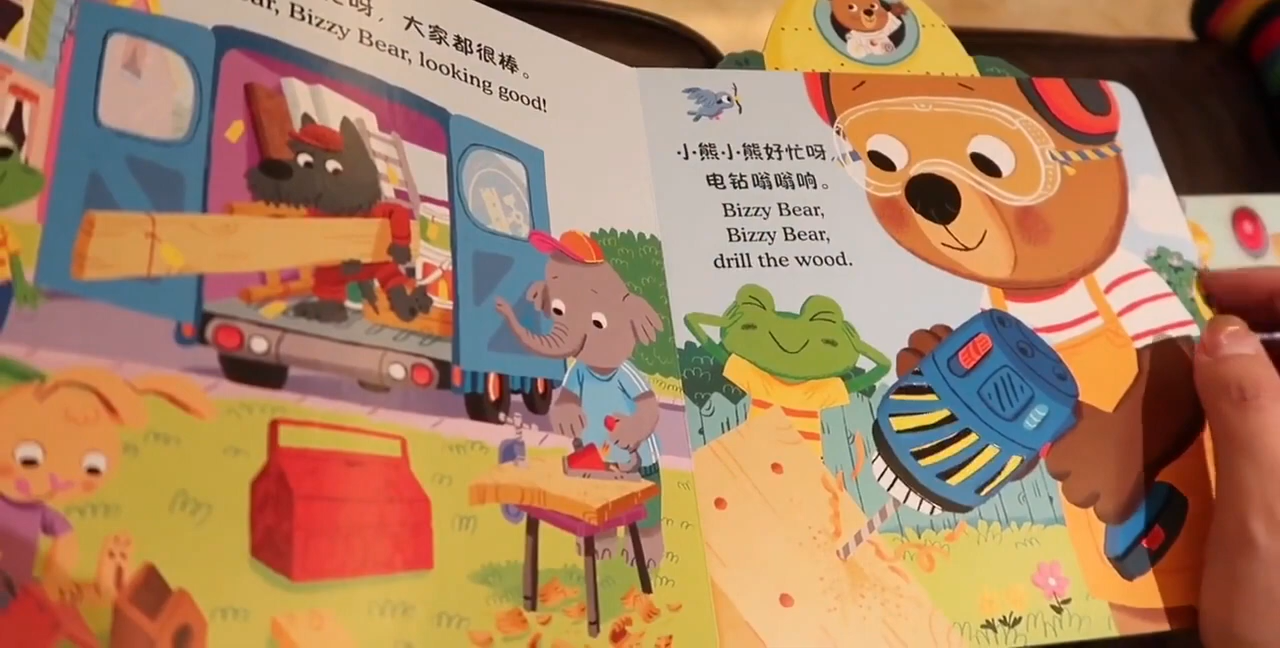 忙呀，大家都很棒。
Bizzy Bear, looking good!
小熊小熊好忙呀，
电钻嗡嗡响。
Bizzy Bear,
Bizzy Bear,
drill the wood.